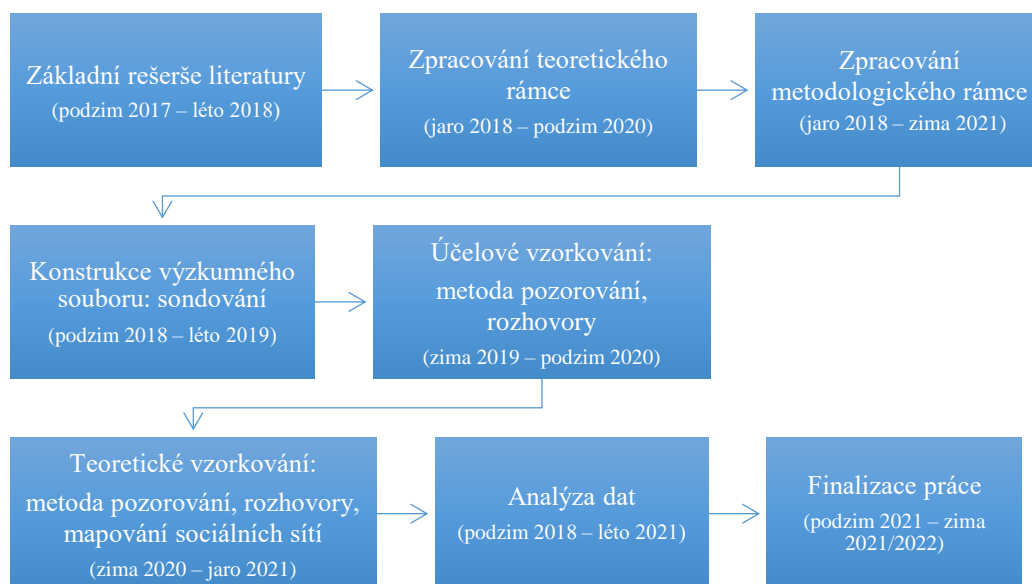 Základní rešerše literatury
(podzim 2017 – léto 2018)
Zpracování teoretického
rámce
(jaro 2018 – podzim 2020)
Zpracování
metodologického rámce
(jaro 2018 – zima 2021)
Konstrukce výzkumného
souboru: sondování
(podzim 2018 – léto 2019)
Účelové vzorkování:
metoda pozorování,
rozhovory
(zima 2019 – podzim 2020)
Teoretické vzorkování:
metoda pozorování, rozhovory,
mapování sociálních sítí
(zima 2020 – jaro 2021)
Analýza dat
(podzim 2018 – léto 2021)
Finalizace práce
(podzim 2021 – zima
2021/2022)